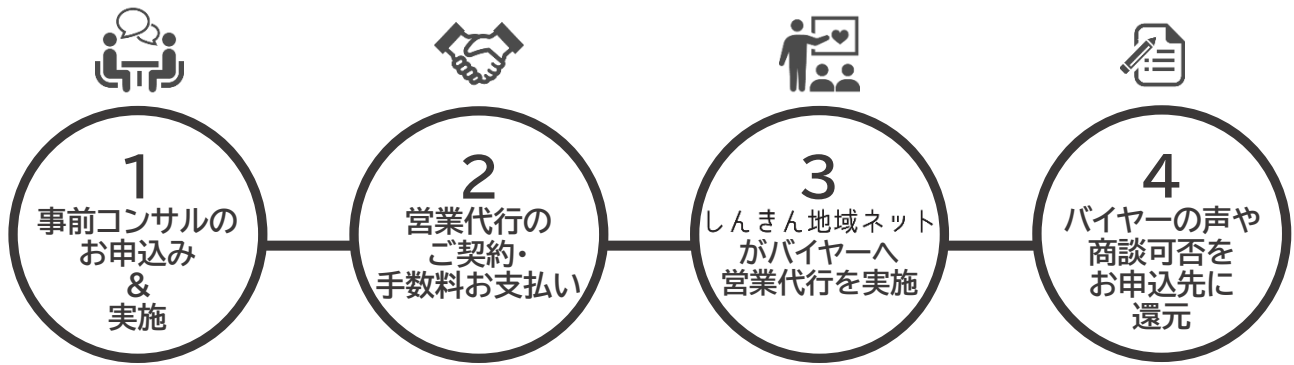 1
事前コンサルの
お申込み
&
実施
2
営業代行の
ご契約・
手数料お支払い
3
しんきん地域ネット
がバイヤーへ
営業代行を実施
4
バイヤーの声や
商談可否を
お申込先に
還元